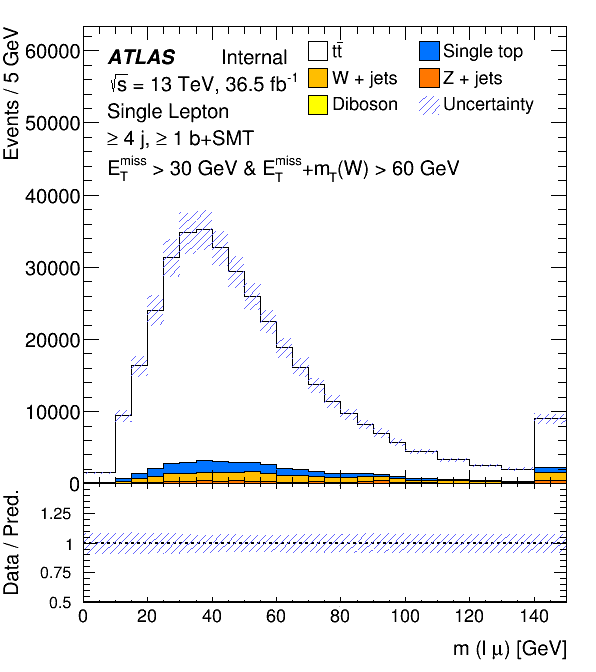 ATLAS Internal
√s = 13 TeV, 36.5 fb⁻¹
Single Lepton
≥ 4 j, ≥ 1 b+SMT
E_T^miss > 30 GeV & E_T^miss+m_T(W) > 60 GeV
tt̄ Single top
W + jets Z + jets
Diboson Uncertainty
Events / 5 GeV
60000
50000
40000
30000
20000
10000
0
Data / Pred.
1.25
1
0.75
0.5
0 20 40 60 80 100 120 140
m (l μ) [GeV]